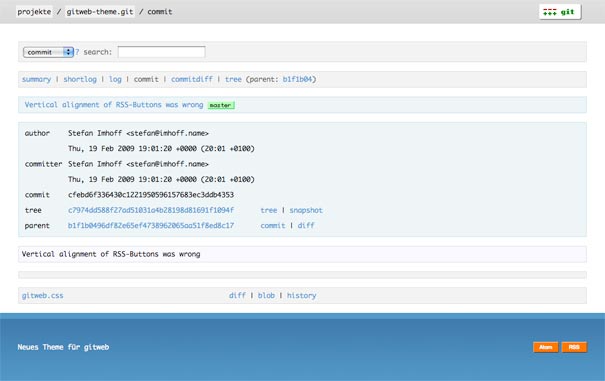 projekte / gitweb-theme.git / commit
git
commit ? search:
summary | shortlog | log | commit | commitdiff | tree (parent: b1f1b04)
Vertical alignment of RSS-Buttons was wrong master
author Stefan Imhoff <stefan@imhoff.name>
Thu, 19 Feb 2009 19:01:20 +0000 (20:01 +0100)
committer Stefan Imhoff <stefan@imhoff.name>
Thu, 19 Feb 2009 19:01:20 +0000 (20:01 +0100)
commit cfebd6f336430c1221950596157683ec3ddb4353
tree c7974dd588f27ad51031a4b28198d81691f1094f tree | snapshot
parent b1f1b0496df82e65ef4738962065aa51f8ed8c17 commit | diff
Vertical alignment of RSS-Buttons was wrong
gitweb.css diff | blob | history
Neues Theme für gitweb Atom RSS